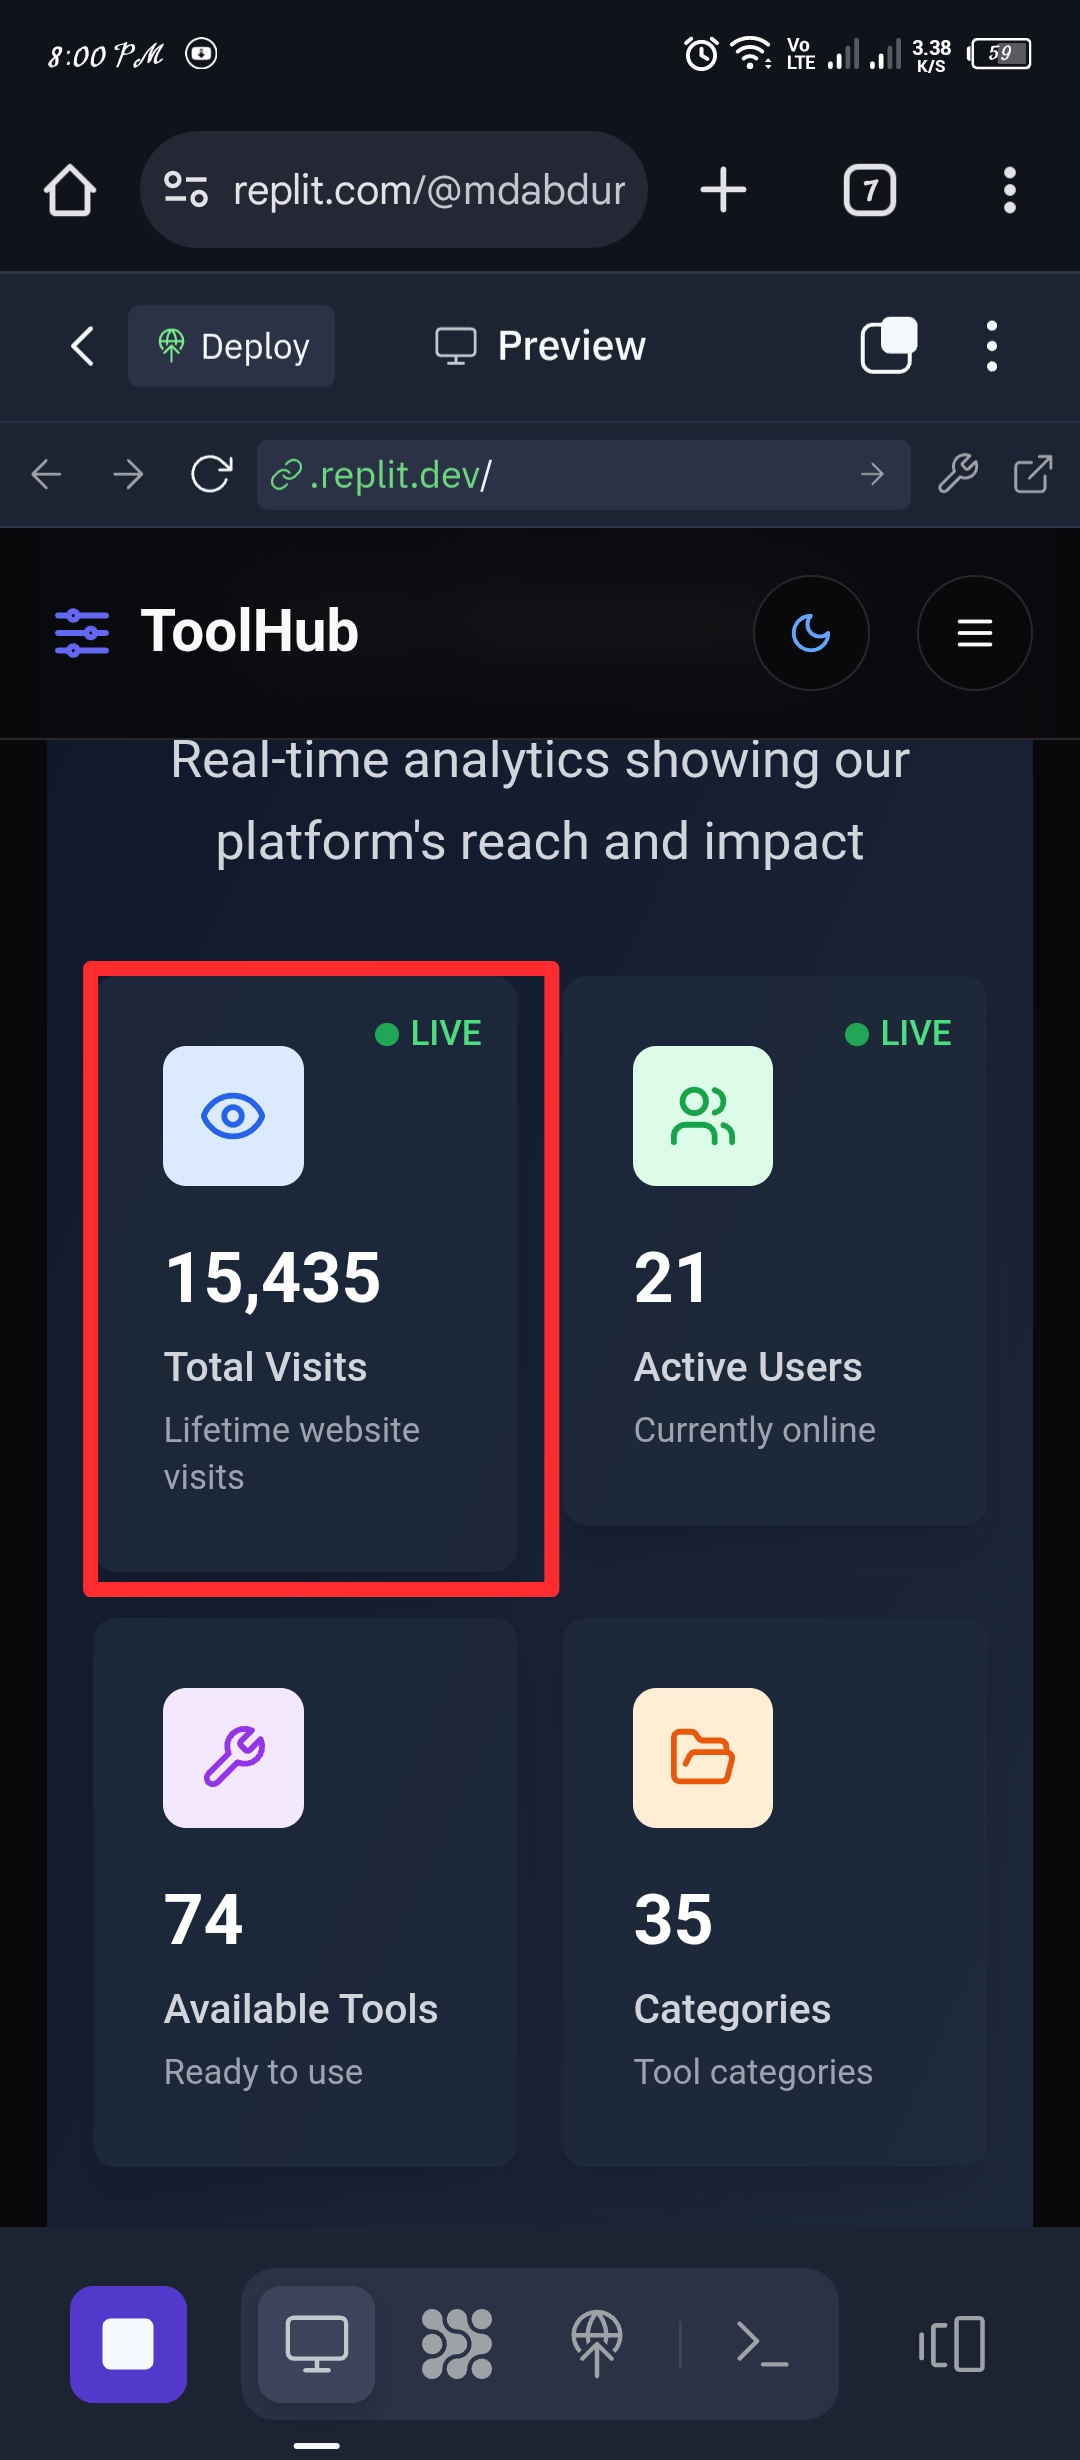 8:00 PM
Vo
LTE
3.38
K/S
59
replit.com/@mdabdur
7
Deploy
Preview
.replit.dev/
ToolHub
Real-time analytics showing our
platform's reach and impact
LIVE
15,435
Total Visits
Lifetime website
visits
LIVE
21
Active Users
Currently online
74
Available Tools
Ready to use
35
Categories
Tool categories